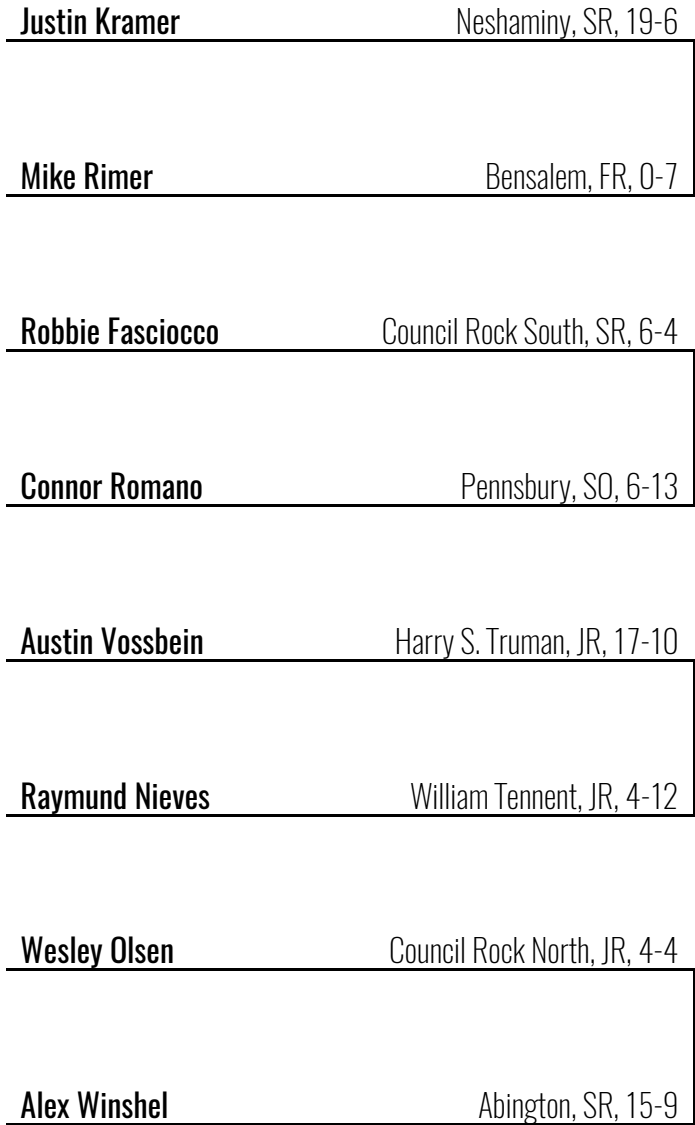 Justin Kramer Neshaminy, SR, 19-6
Mike Rimer Bensalem, FR, 0-7
Robbie Fasciocco Council Rock South, SR, 6-4
Connor Romano Pennsbury, SO, 6-13
Austin Vossbein Harry S. Truman, JR, 17-10
Raymund Nieves William Tennent, JR, 4-12
Wesley Olsen Council Rock North, JR, 4-4
Alex Winshel Abington, SR, 15-9